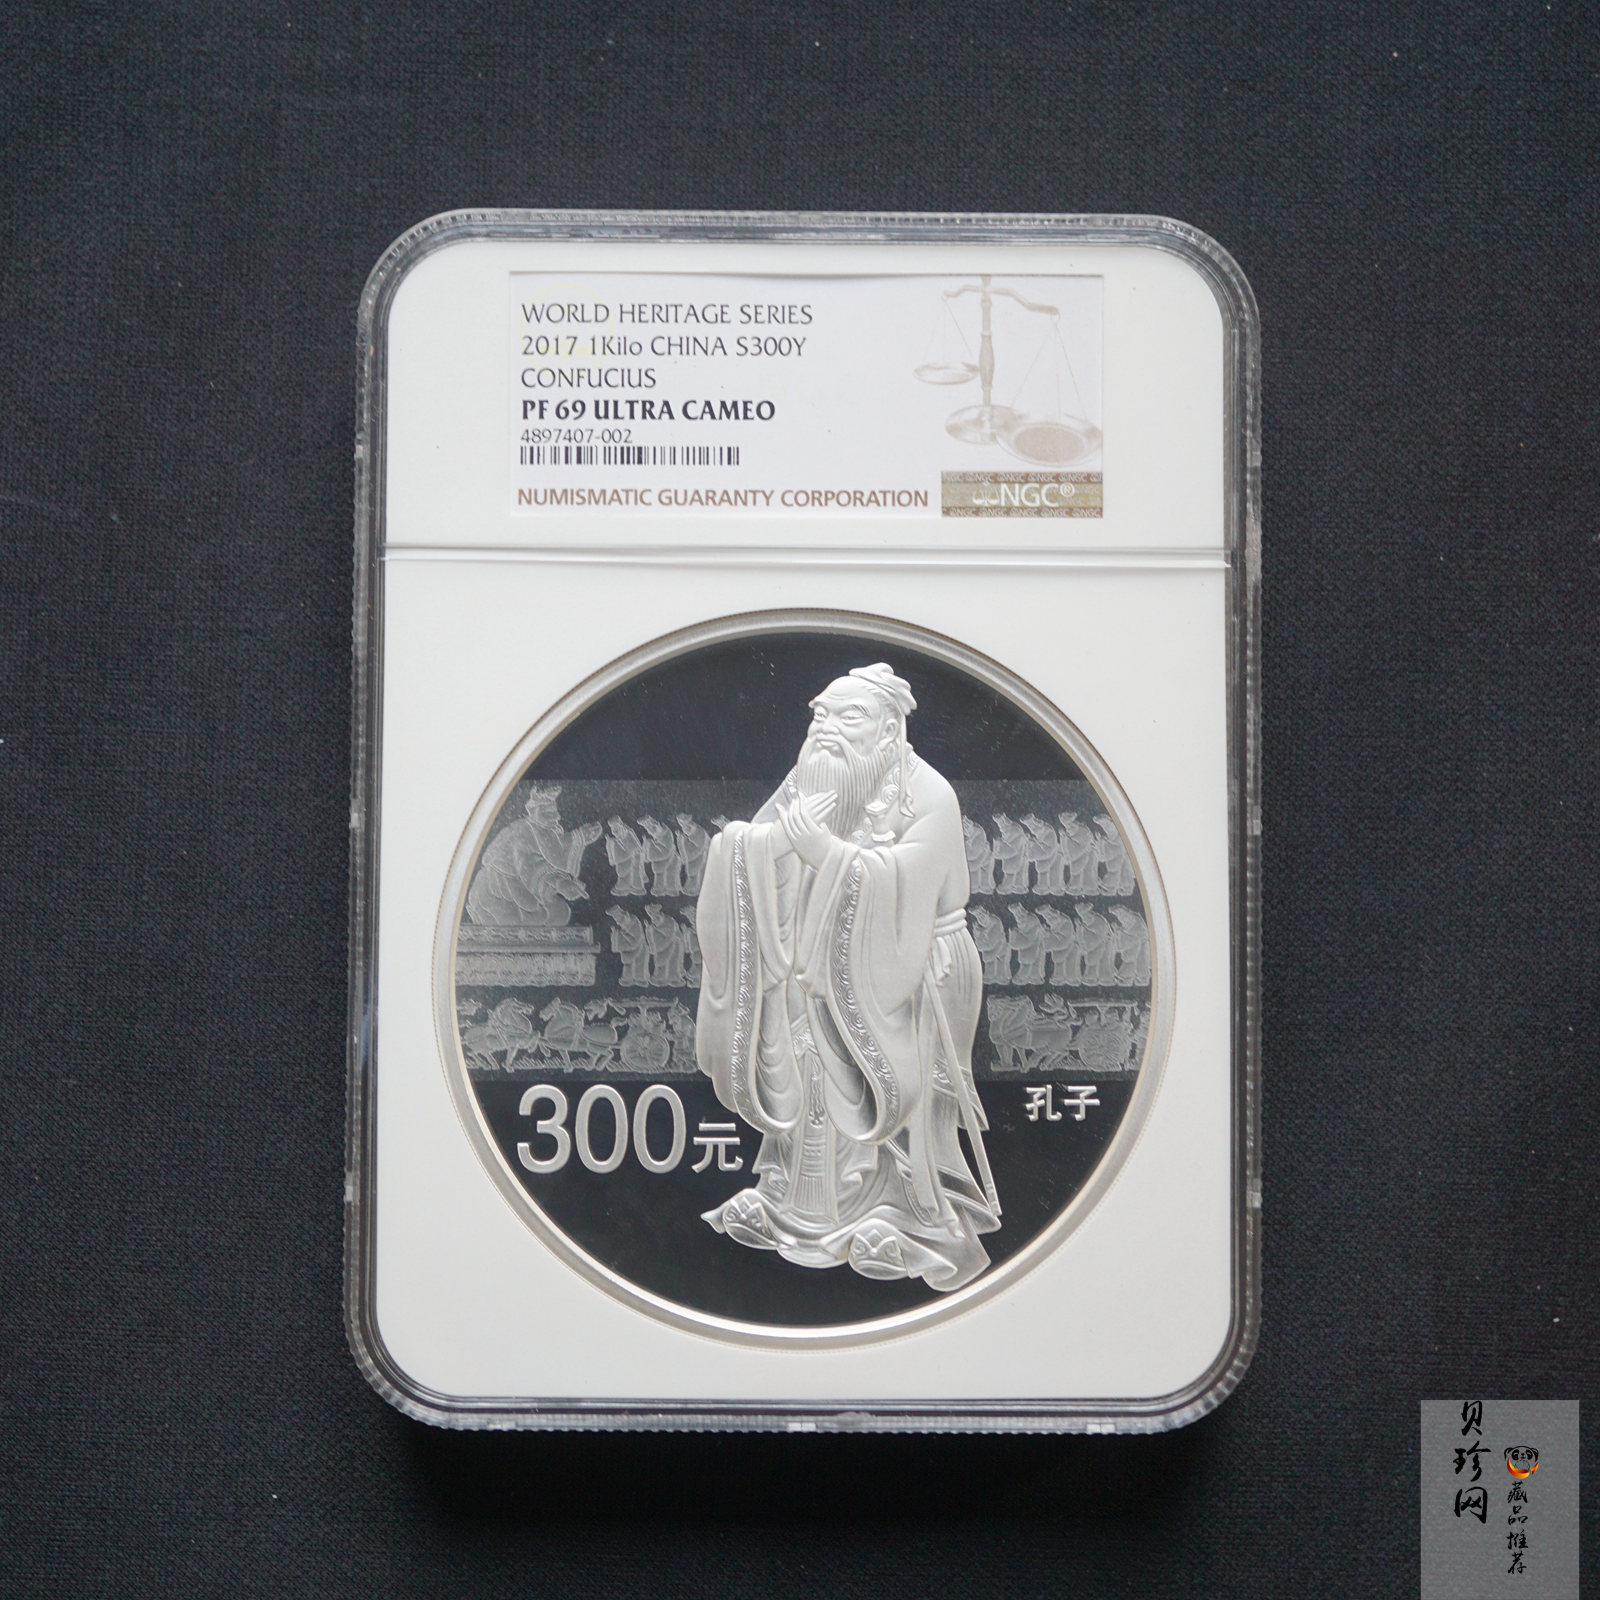 WORLD HERITAGE SERIES
2017 1Kilo CHINA S300Y
CONFUCIUS
PF 69 ULTRA CAMEO
4897407-002
NUMISMATIC GUARANTY CORPORATION
NGC®
300元
孔子
贝珍网
藏品推荐